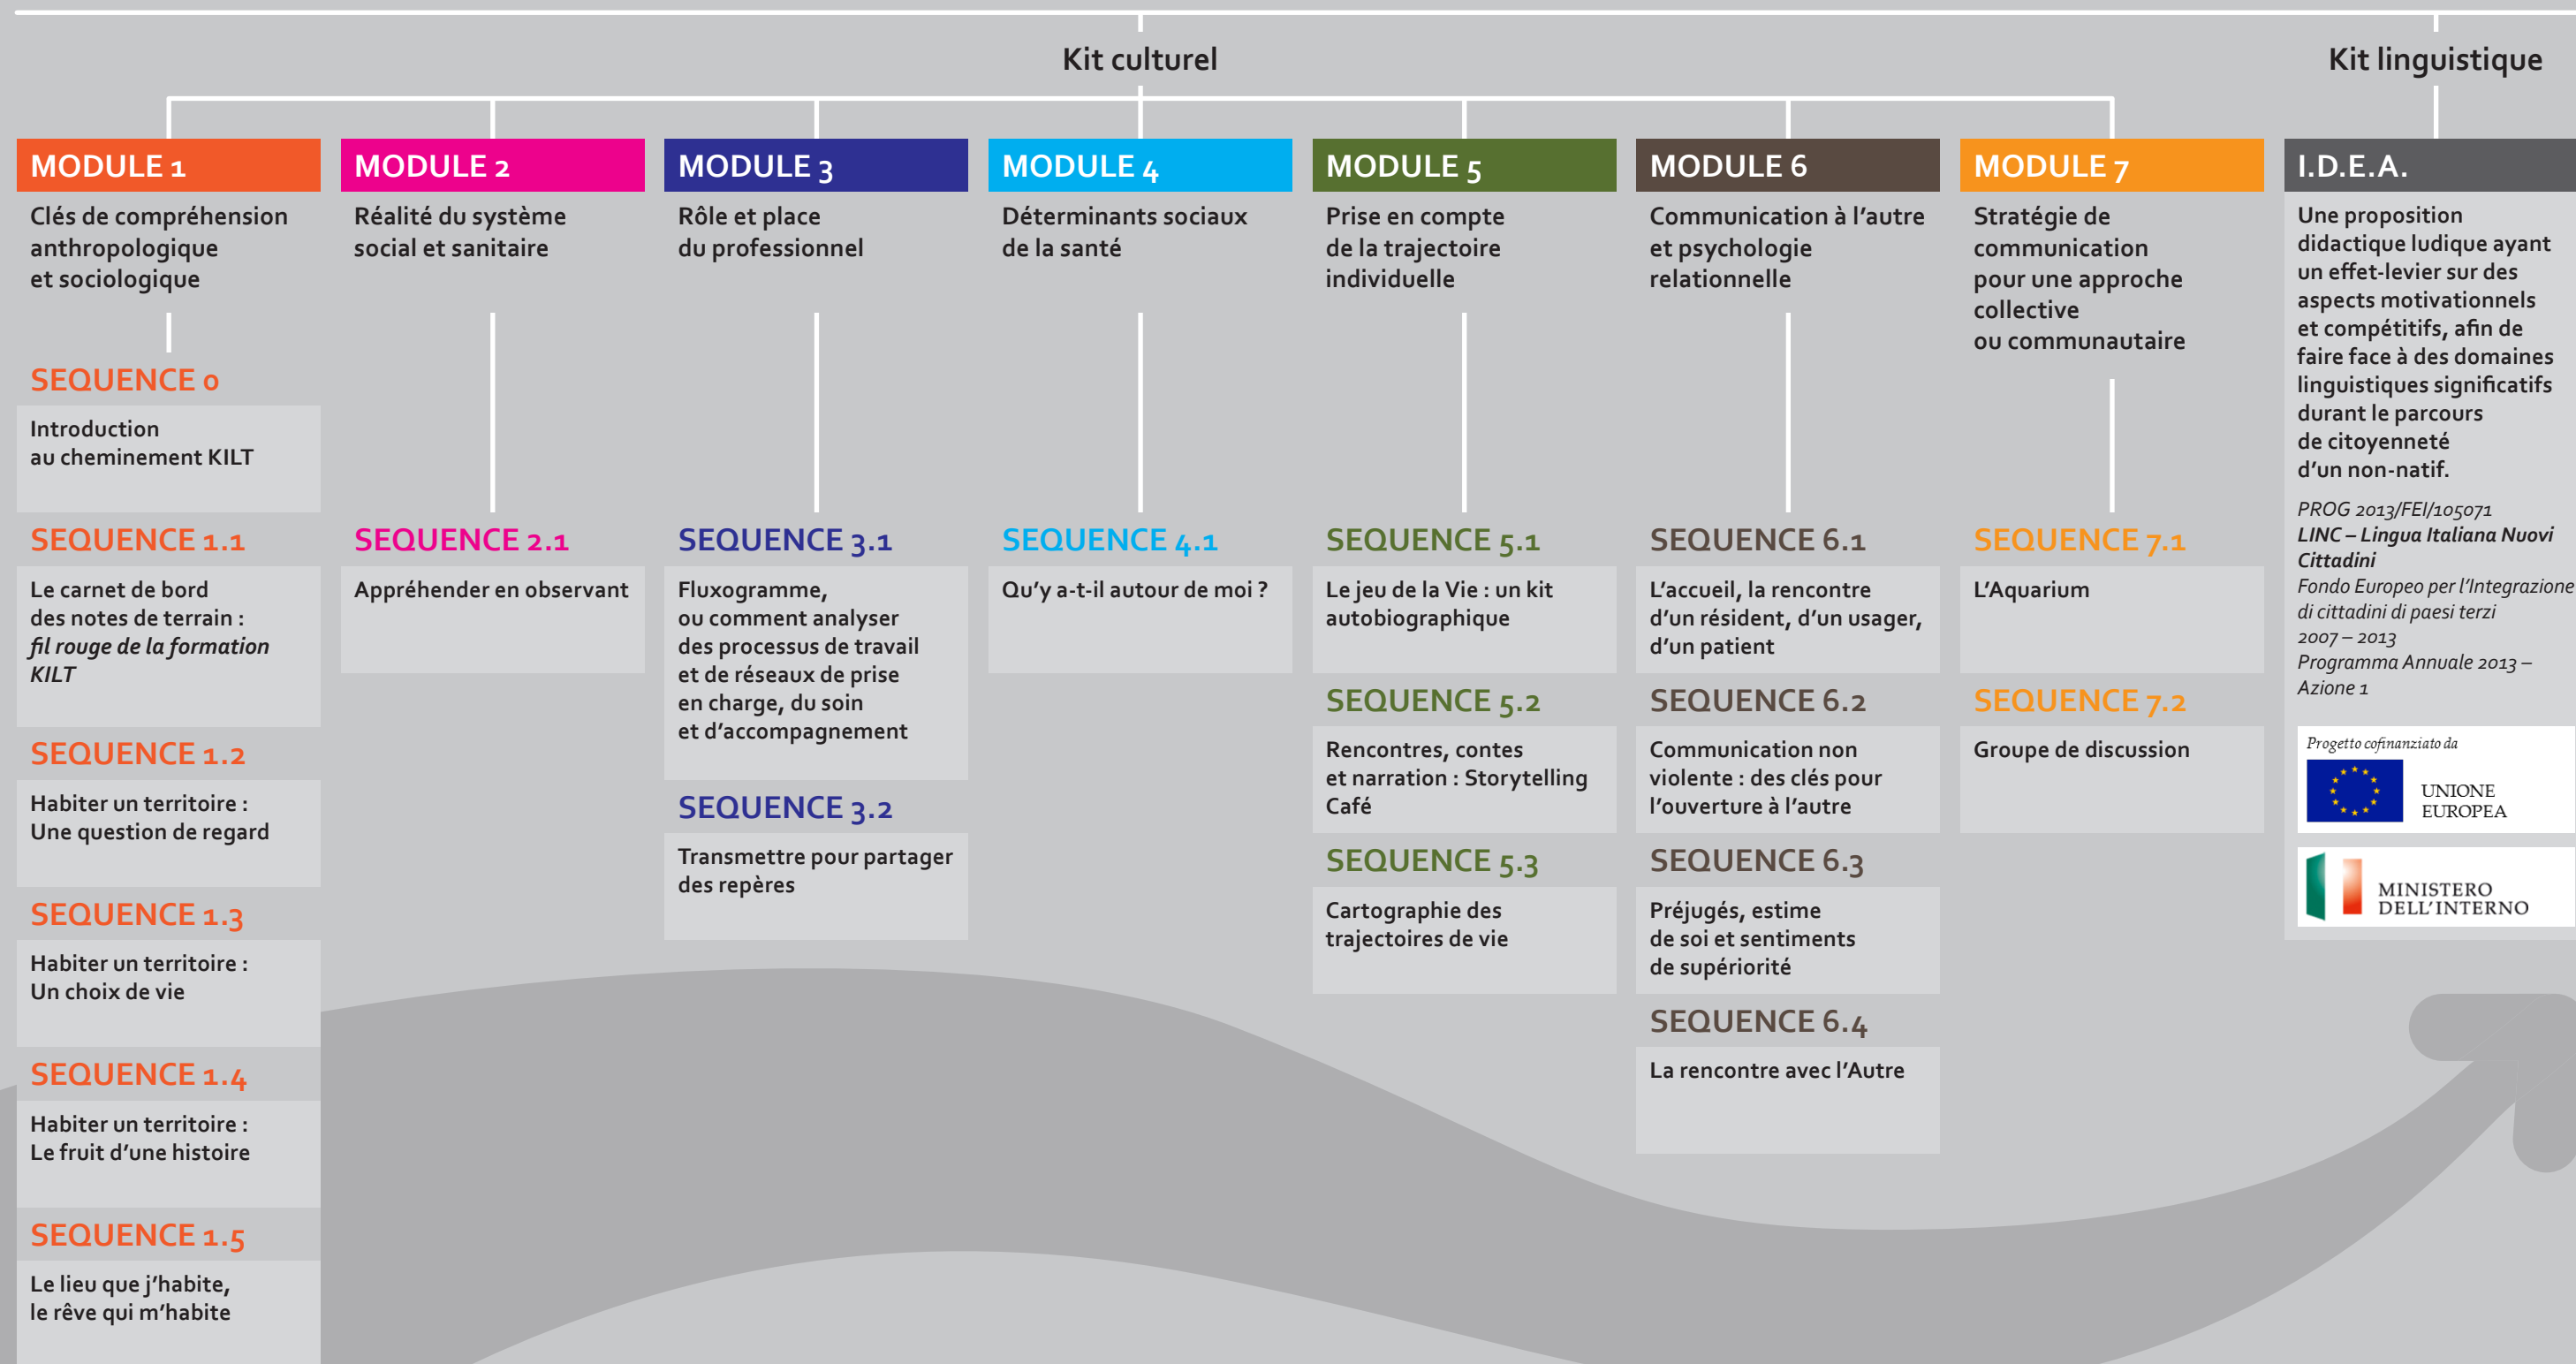 Kit culturel
Kit linguistique
MODULE 1
Clés de compréhension
anthropologique
et sociologique
SEQUENCE 0
Introduction
au cheminement KILT
SEQUENCE 1.1
Le carnet de bord
des notes de terrain :
fil rouge de la formation
KILT
SEQUENCE 1.2
Habiter un territoire :
Une question de regard
SEQUENCE 1.3
Habiter un territoire :
Un choix de vie
SEQUENCE 1.4
Habiter un territoire :
Le fruit d’une histoire
SEQUENCE 1.5
Le lieu que j’habite,
le rêve qui m’habite
MODULE 2
Réalité du système
social et sanitaire
SEQUENCE 2.1
Appréhender en observant
MODULE 3
Rôle et place
du professionnel
SEQUENCE 3.1
Fluxogramme,
ou comment analyser
des processus de travail
et de réseaux de prise
en charge, du soin
et d’accompagnement
SEQUENCE 3.2
Transmettre pour partager
des repères
MODULE 4
Déterminants sociaux
de la santé
SEQUENCE 4.1
Qu’y a-t-il autour de moi ?
MODULE 5
Prise en compte
de la trajectoire
individuelle
SEQUENCE 5.1
Le jeu de la Vie : un kit
autobiographique
SEQUENCE 5.2
Rencontres, contes
et narration : Storytelling
Café
SEQUENCE 5.3
Cartographie des
trajectoires de vie
MODULE 6
Communication à l’autre
et psychologie
relationnelle
SEQUENCE 6.1
L’accueil, la rencontre
d’un résident, d’un usager,
d’un patient
SEQUENCE 6.2
Communication non
violente : des clés pour
l’ouverture à l’autre
SEQUENCE 6.3
Préjugés, estime
de soi et sentiments
de supériorité
SEQUENCE 6.4
La rencontre avec l’Autre
MODULE 7
Stratégie de
communication
pour une approche
collective
ou communautaire
SEQUENCE 7.1
L’Aquarium
SEQUENCE 7.2
Groupe de discussion
I.D.E.A.
Une proposition
didactique ludique ayant
un effet-levier sur des
aspects motivationnels
et compétitifs, afin de
faire face à des domaines
linguistiques significatifs
durant le parcours
de citoyenneté
d’un non-natif.
PROG 2013/FEI/105071
LINC – Lingua Italiana Nuovi
Cittadini
Fondo Europeo per l’Integrazione
di cittadini di paesi terzi
2007 – 2013
Programma Annuale 2013 –
Azione 1
Progetto cofinanziato da
UNIONE
EUROPEA
MINISTERO
DELL’INTERNO